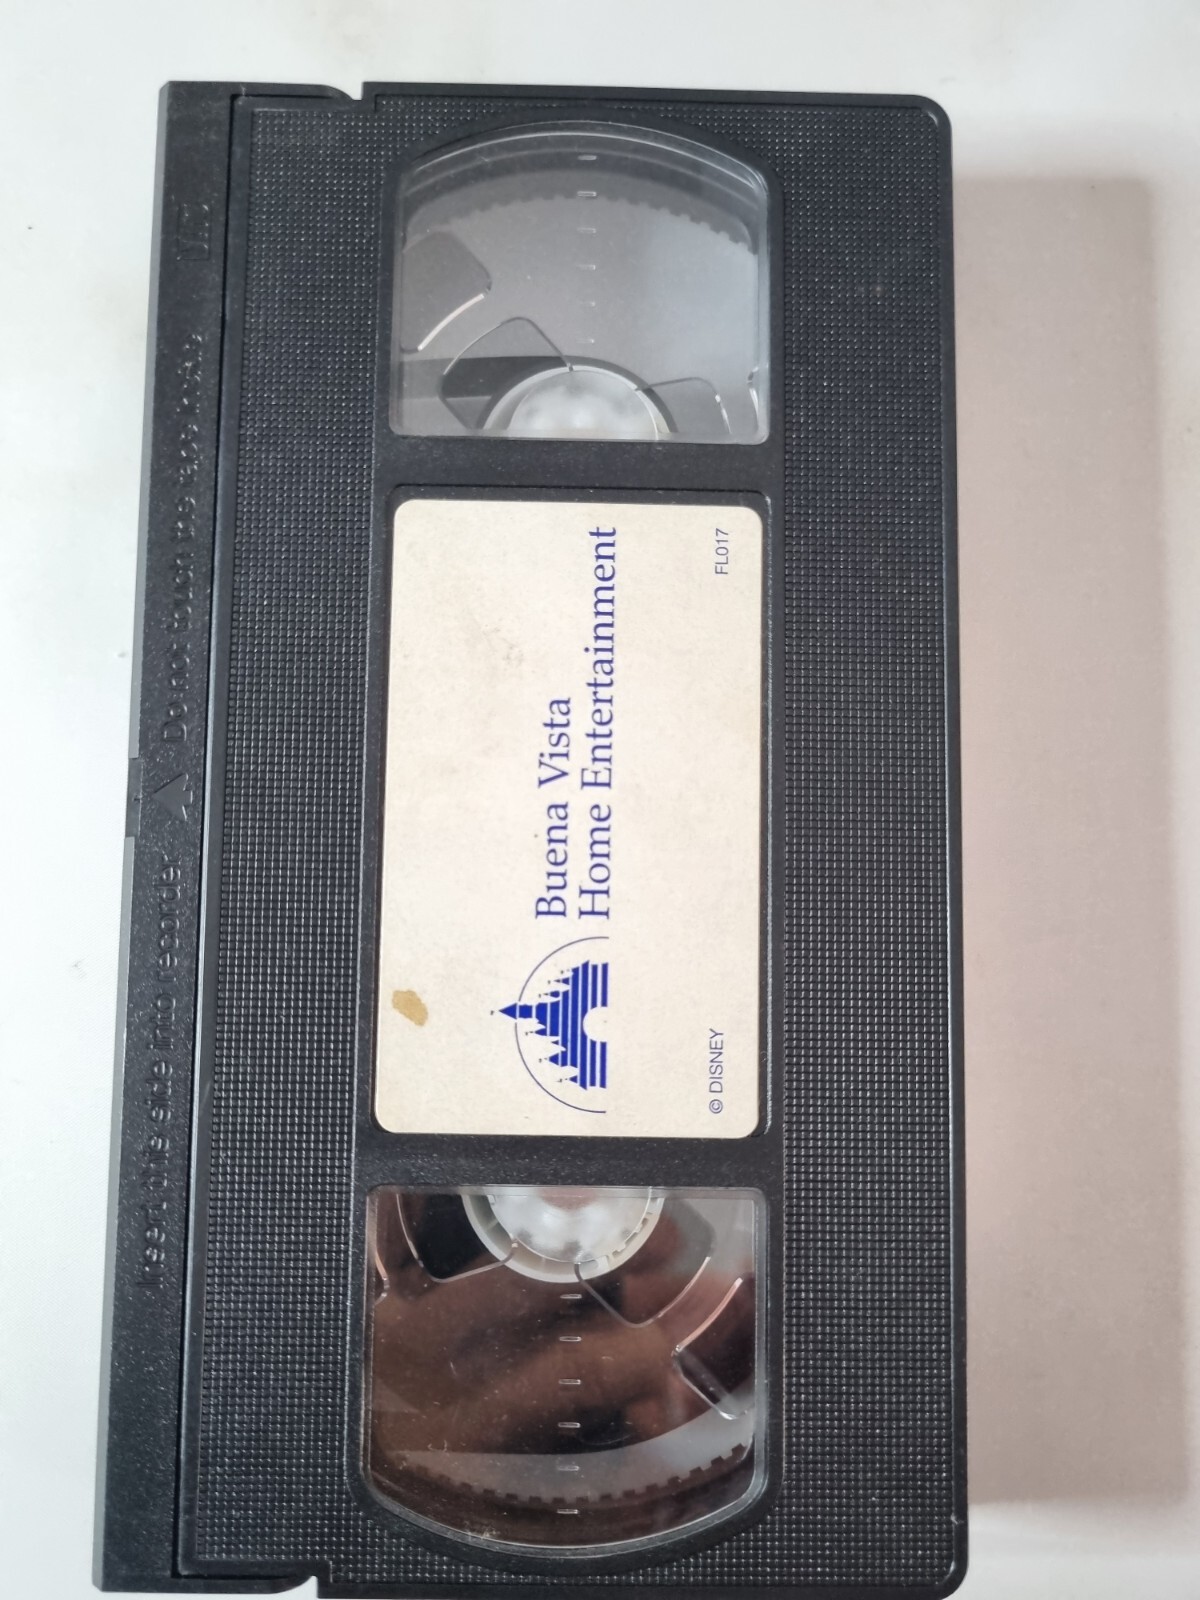 Buena Vista
Home Entertainment
© DISNEY
FL017
Insert this side into recorder
Do not touch the tape inside